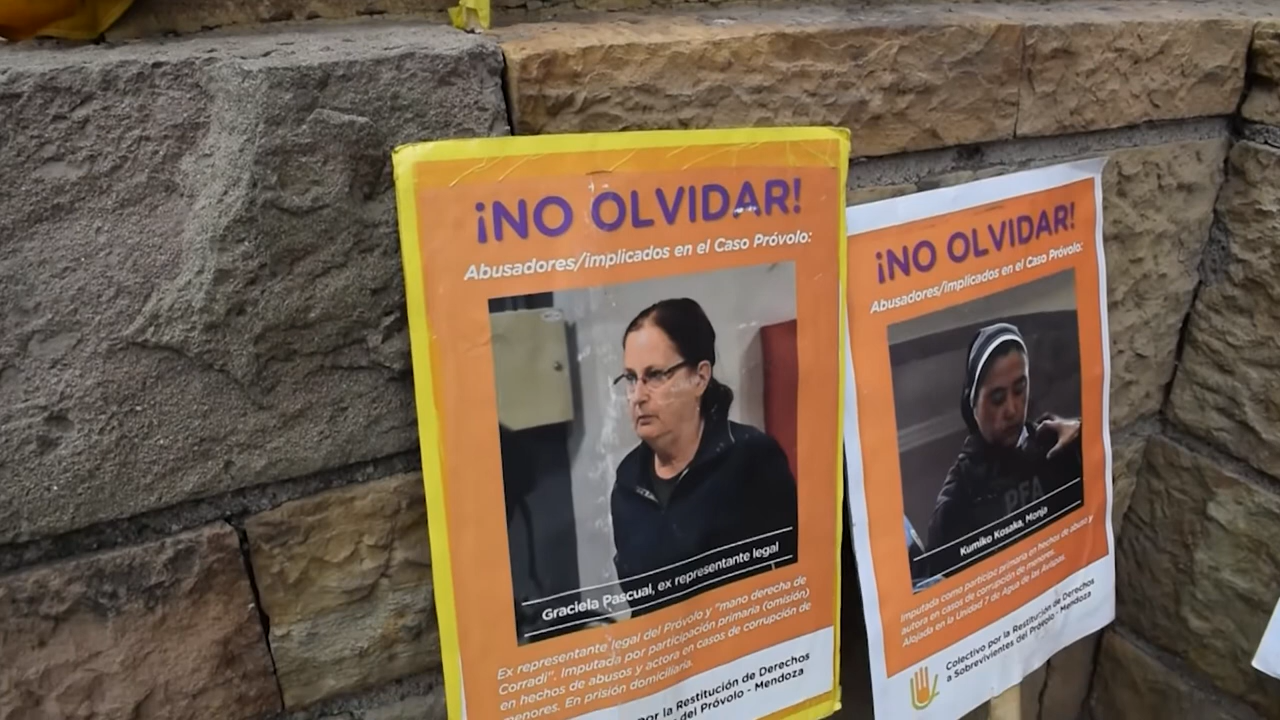 ¡NO OLVIDAR!
Abusadores/implicados en el Caso Próvolo:
Graciela Pascual, ex representante legal
Ex representante legal del Próvolo y "mano derecha de
Corradi". Imputada por participación primaria (omisión)
en hechos de abusos y actora en casos de corrupción de
menores. En prisión domiciliaria.
por la Restitución de Derechos
del Próvolo - Mendoza
¡NO OLVIDAR!
Abusadores/implicados en el Caso Próvolo:
PFA
Kumiko Kosaka, Monja
Imputada como partícipe primaria en hechos de abuso y
autora en casos de corrupción de menores.
Alojada en la Unidad 7 de Agua de las Avispas.
Colectivo por la Restitución de Derechos
a Sobrevivientes del Próvolo - Mendoza